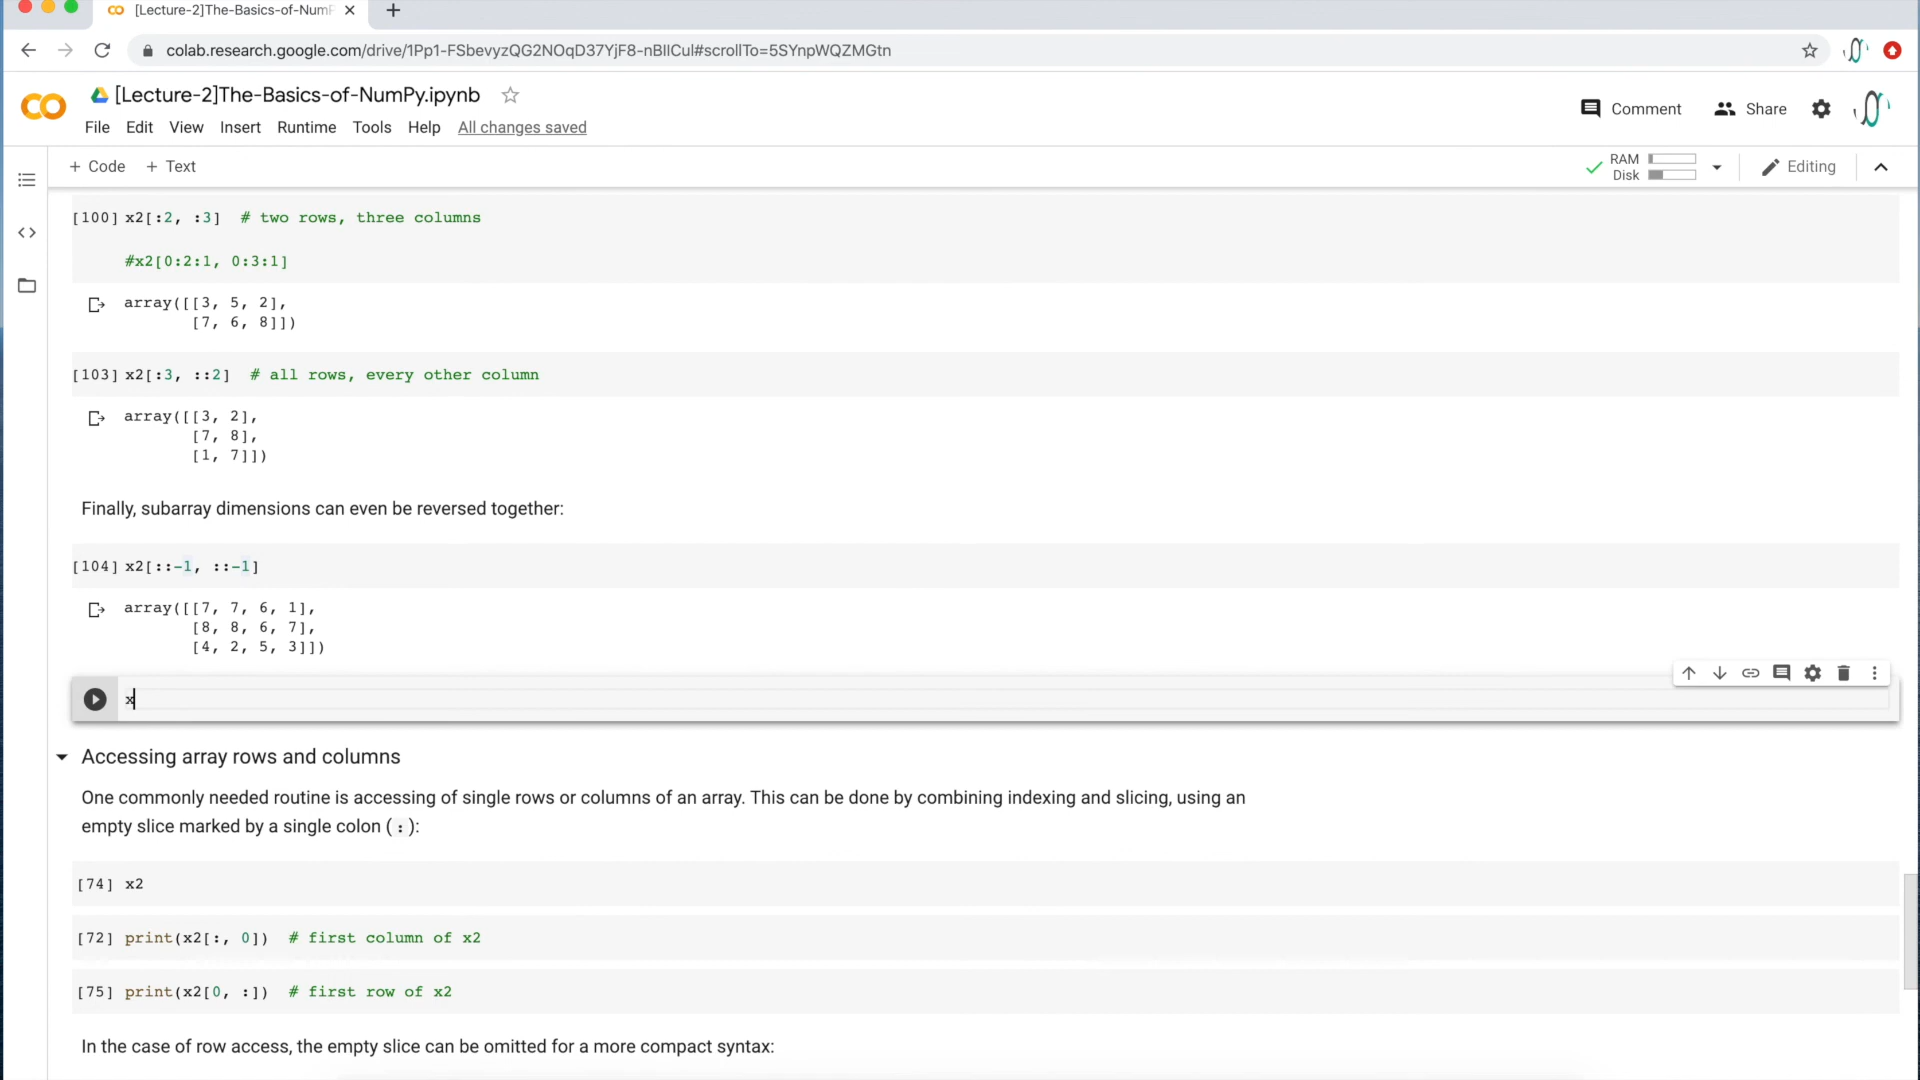 [Lecture-2]The-Basics-of-NumP
colab.research.google.com/drive/1Pp1-FSbevyzQG2NOqD37YjF8-nBIlCul#scrollTo=5SYnpWQZMGtn
[Lecture-2]The-Basics-of-NumPy.ipynb
Comment Share
File Edit View Insert Runtime Tools Help All changes saved
+ Code + Text
RAM
Disk
Editing
[100] x2[:2, :3]  # two rows, three columns
#x2[0:2:1, 0:3:1]
array([[3, 5, 2],
[7, 6, 8]])
[103] x2[:3, ::2]  # all rows, every other column
array([[3, 2],
[7, 8],
[1, 7]])
Finally, subarray dimensions can even be reversed together:
[104] x2[::-1, ::-1]
array([[7, 7, 6, 1],
[8, 8, 6, 7],
[4, 2, 5, 3]])
x
Accessing array rows and columns
One commonly needed routine is accessing of single rows or columns of an array. This can be done by combining indexing and slicing, using an
empty slice marked by a single colon ( : ):
[74] x2
[72] print(x2[:, 0])  # first column of x2
[75] print(x2[0, :])  # first row of x2
In the case of row access, the empty slice can be omitted for a more compact syntax: